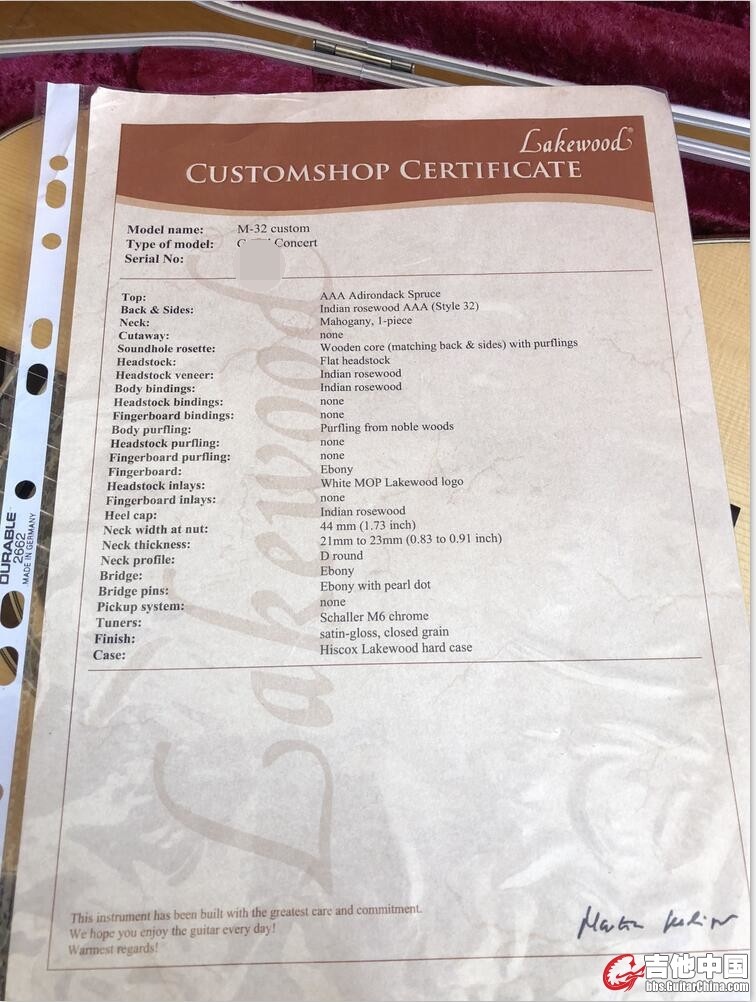 Lakewood®
CUSTOMSHOP CERTIFICATE
Model name: M-32 custom
Type of model: Concert
Serial No:
Top: AAA Adirondack Spruce
Back & Sides: Indian rosewood AAA (Style 32)
Neck: Mahogany, 1-piece
Cutaway: none
Soundhole rosette: Wooden core (matching back & sides) with purflings
Headstock: Flat headstock
Headstock veneer: Indian rosewood
Body bindings: Indian rosewood
Headstock bindings: none
Fingerboard bindings: none
Body purfling: Purfling from noble woods
Headstock purfling: none
Fingerboard purfling: none
Fingerboard: Ebony
Headstock inlays: White MOP Lakewood logo
Fingerboard inlays: none
Heel cap: Indian rosewood
Neck width at nut: 44 mm (1.73 inch)
Neck thickness: 21mm to 23mm (0.83 to 0.91 inch)
Neck profile: D round
Bridge: Ebony
Bridge pins: Ebony with pearl dot
Pickup system: none
Tuners: Schaller M6 chrome
Finish: satin-gloss, closed grain
Case: Hiscox Lakewood hard case
Lakewood
This instrument has been built with the greatest care and commitment.
We hope you enjoy the guitar every day!
Warmest regards!
DURABLE
2662
MADE IN GERMANY
吉他中国
bbs.GuitarChina.com